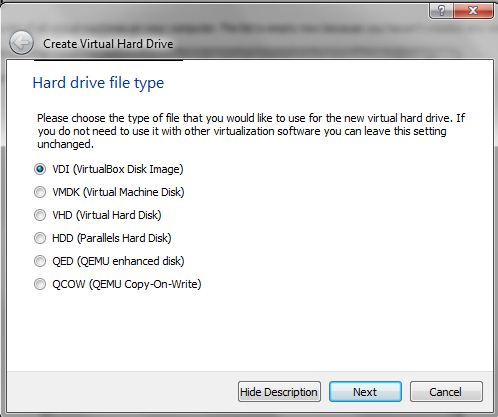 Create Virtual Hard Drive
Hard drive file type
Please choose the type of file that you would like to use for the new virtual hard drive. If
you do not need to use it with other virtualization software you can leave this setting
unchanged.
VDI (VirtualBox Disk Image)
VMDK (Virtual Machine Disk)
VHD (Virtual Hard Disk)
HDD (Parallels Hard Disk)
QED (QEMU enhanced disk)
QCOW (QEMU Copy-On-Write)
Hide Description
Next
Cancel